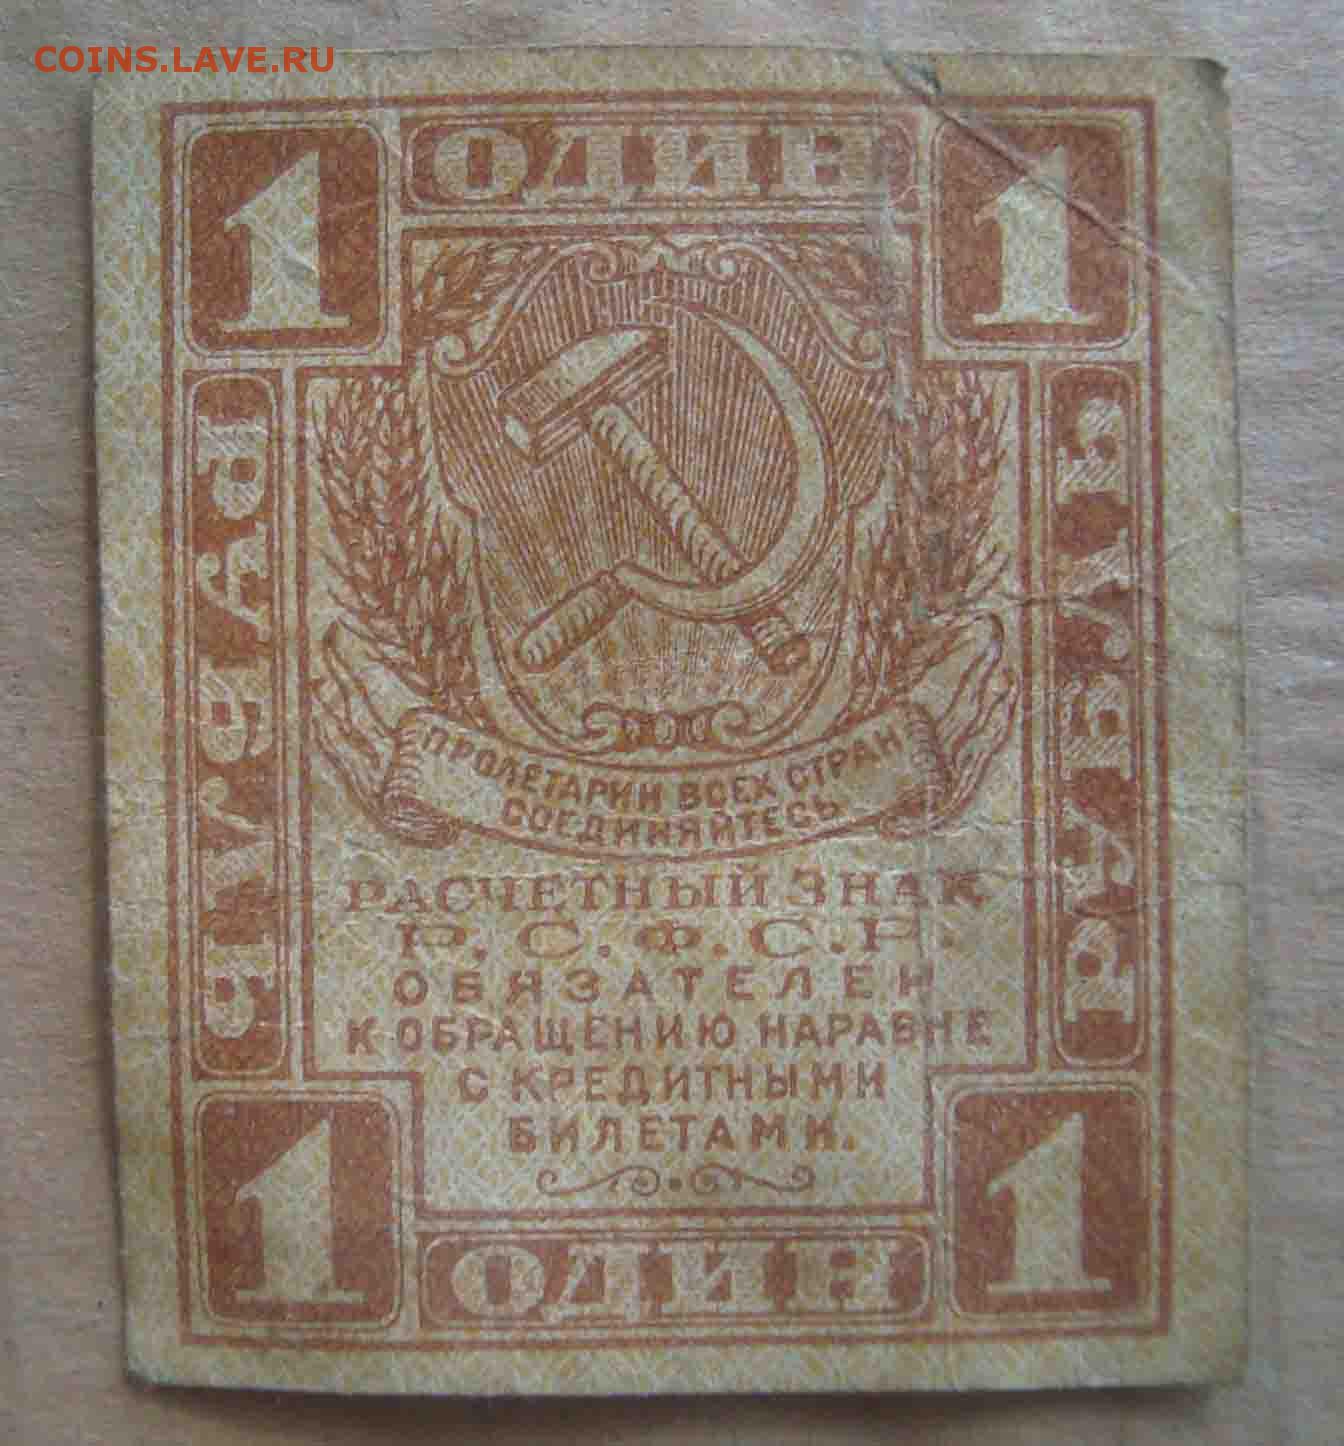 COINS.LAVE.RU
1 ОДИН 1
РУБЛЬ
РУБЛЬ
ПРОЛЕТАРИИ ВСЕХ СТРАН
СОЕДИНЯЙТЕСЬ
РАСЧЕТНЫЙ ЗНАК
Р.С.Ф.С.Р.
ОБЯЗАТЕЛЕН
К ОБРАЩЕНИЮ НАРАВНЕ
С КРЕДИТНЫМИ
БИЛЕТАМИ.
1 ОДИН 1